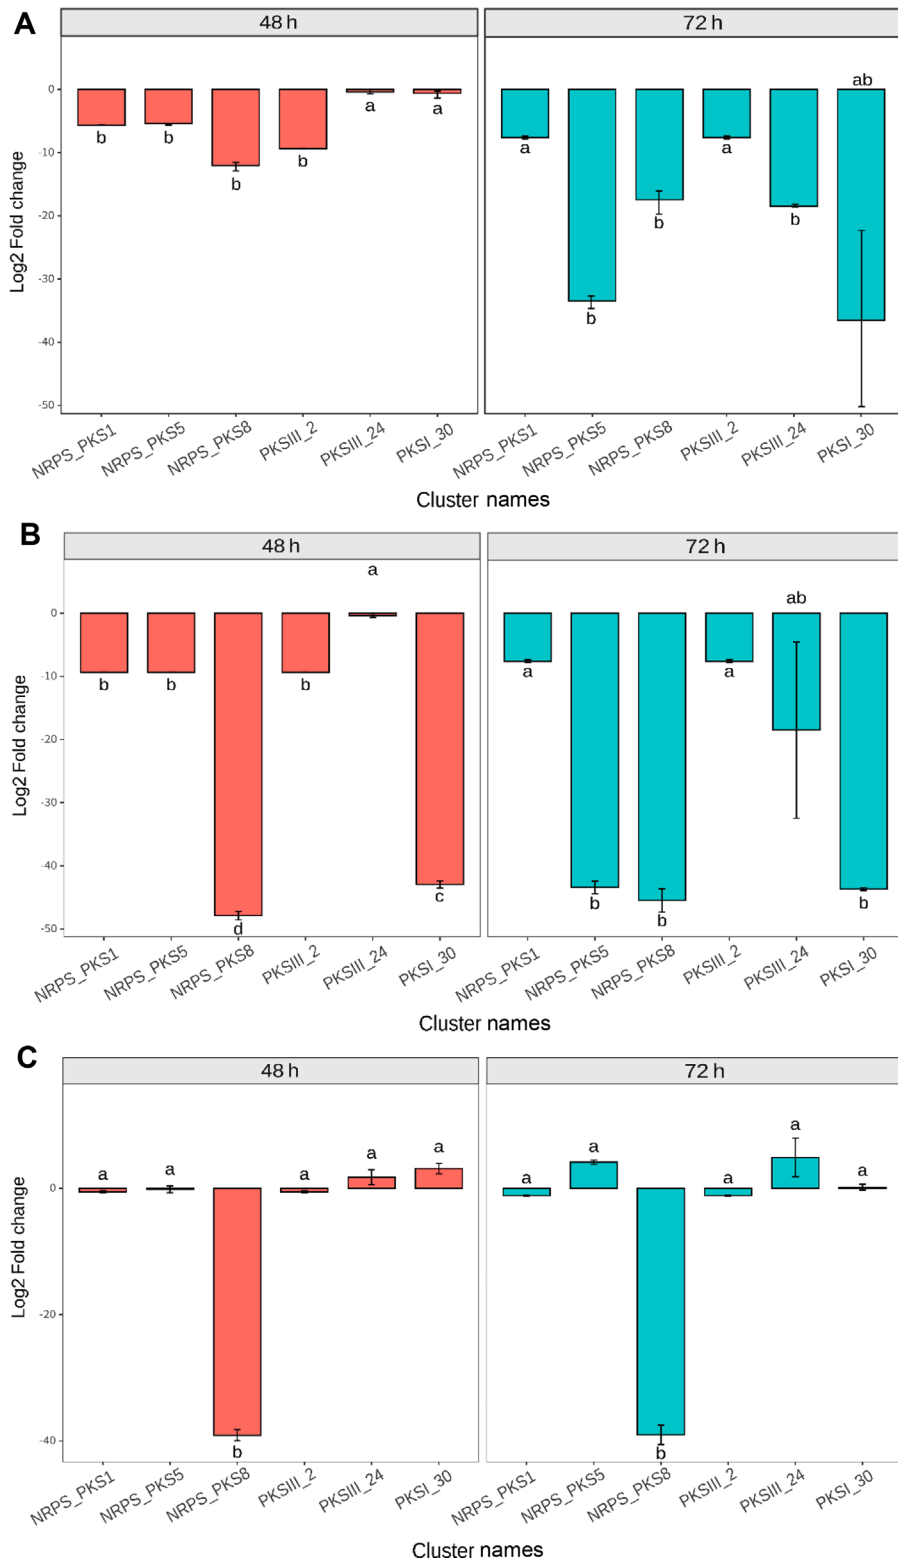 A
48 h
72 h
Log2 Fold change
0
-10
-20
-30
-40
-50
b
b
b
b
a
a
a
b
b
a
b
ab
NRPS_PKS1
NRPS_PKS5
NRPS_PKS8
PKSIII_2
PKSIII_24
PKSI_30
NRPS_PKS1
NRPS_PKS5
NRPS_PKS8
PKSIII_2
PKSIII_24
PKSI_30
Cluster names
B
48 h
72 h
Log2 Fold change
0
-10
-20
-30
-40
-50
b
b
d
b
a
c
a
b
b
a
ab
b
NRPS_PKS1
NRPS_PKS5
NRPS_PKS8
PKSIII_2
PKSIII_24
PKSI_30
NRPS_PKS1
NRPS_PKS5
NRPS_PKS8
PKSIII_2
PKSIII_24
PKSI_30
Cluster names
C
48 h
72 h
Log2 Fold change
0
-20
-40
a
a
b
a
a
a
a
a
b
a
a
a
NRPS_PKS1
NRPS_PKS5
NRPS_PKS8
PKSIII_2
PKSIII_24
PKSI_30
NRPS_PKS1
NRPS_PKS5
NRPS_PKS8
PKSIII_2
PKSIII_24
PKSI_30
Cluster names